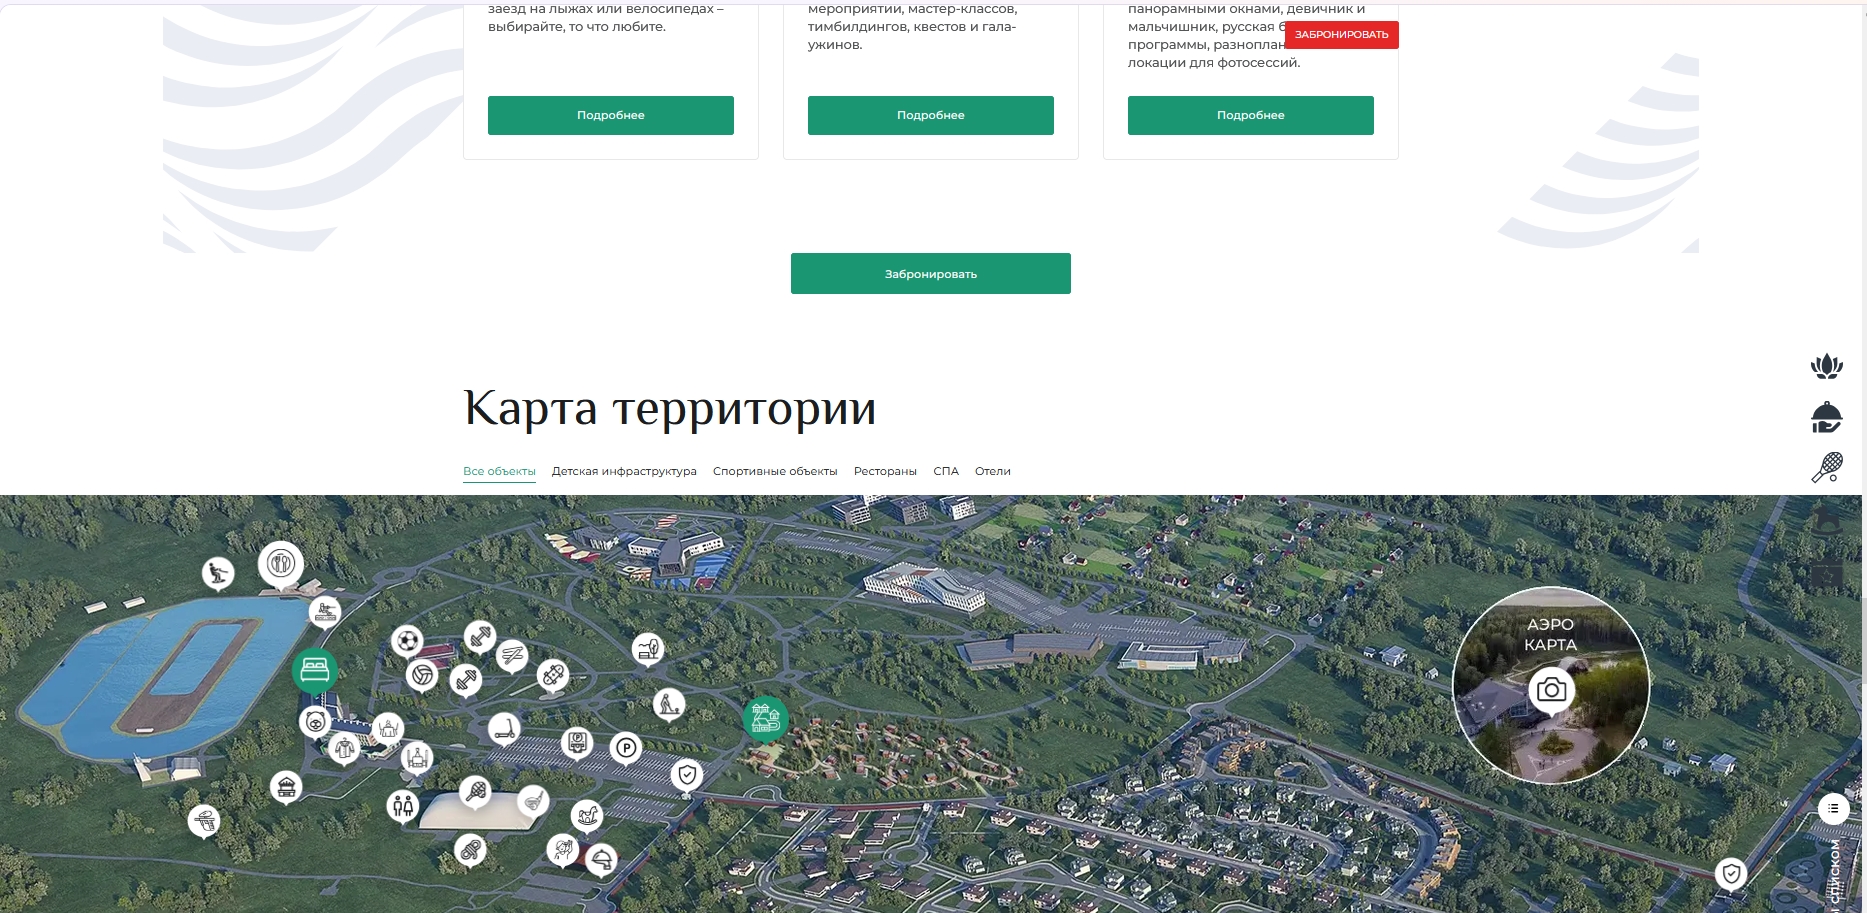 заезд на лыжах или велосипедах –
выбирайте, то что любите.
Подробнее
мероприятий, мастер-классов,
тимбилдингов, квестов и гала-
ужинов.
Подробнее
панорамными окнами, девичник и
мальчишник, русская
ЗАБРОНИРОВАТЬ
локации для фотосессий.
Подробнее
Забронировать
Карта территории
Все объекты Детская инфраструктура Спортивные объекты Рестораны СПА Отели
АЭРО
КАРТА
P
P
списком